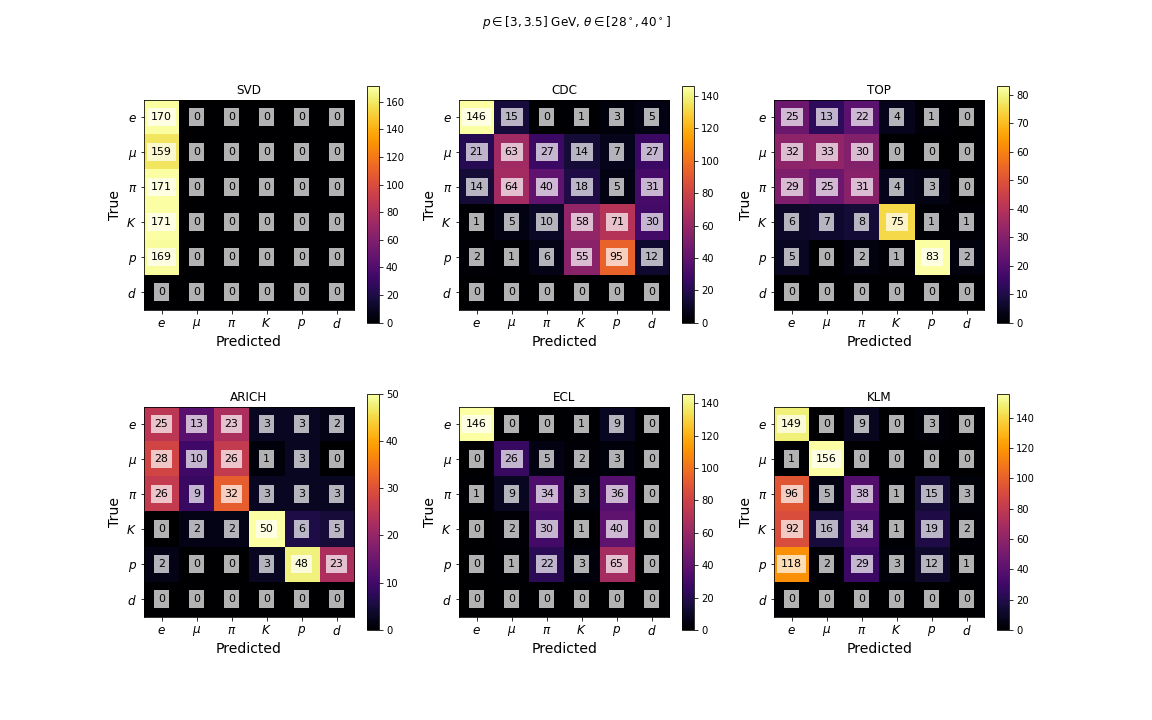 p ∈ [3, 3.5] GeV, θ ∈ [28°, 40°]
SVD
True
e 170 0 0 0 0 0
μ 159 0 0 0 0 0
π 171 0 0 0 0 0
K 171 0 0 0 0 0
p 169 0 0 0 0 0
d 0 0 0 0 0 0
e μ π K p d
Predicted
160
140
120
100
80
60
40
20
0
CDC
True
e 146 15 0 1 3 5
μ 21 63 27 14 7 27
π 14 64 40 18 5 31
K 1 5 10 58 71 30
p 2 1 6 55 95 12
d 0 0 0 0 0 0
e μ π K p d
Predicted
140
120
100
80
60
40
20
0
TOP
True
e 25 13 22 4 1 0
μ 32 33 30 0 0 0
π 29 25 31 4 3 0
K 6 7 8 75 1 1
p 5 0 2 1 83 2
d 0 0 0 0 0 0
e μ π K p d
Predicted
80
70
60
50
40
30
20
10
0
ARICH
True
e 25 13 23 3 3 2
μ 28 10 26 1 3 0
π 26 9 32 3 3 3
K 0 2 2 50 6 5
p 2 0 0 3 48 23
d 0 0 0 0 0 0
e μ π K p d
Predicted
50
40
30
20
10
0
ECL
True
e 146 0 0 1 9 0
μ 0 26 5 2 3 0
π 1 9 34 3 36 0
K 0 2 30 1 40 0
p 0 1 22 3 65 0
d 0 0 0 0 0 0
e μ π K p d
Predicted
140
120
100
80
60
40
20
0
KLM
True
e 149 0 9 0 3 0
μ 1 156 0 0 0 0
π 96 5 38 1 15 3
K 92 16 34 1 19 2
p 118 2 29 3 12 1
d 0 0 0 0 0 0
e μ π K p d
Predicted
140
120
100
80
60
40
20
0